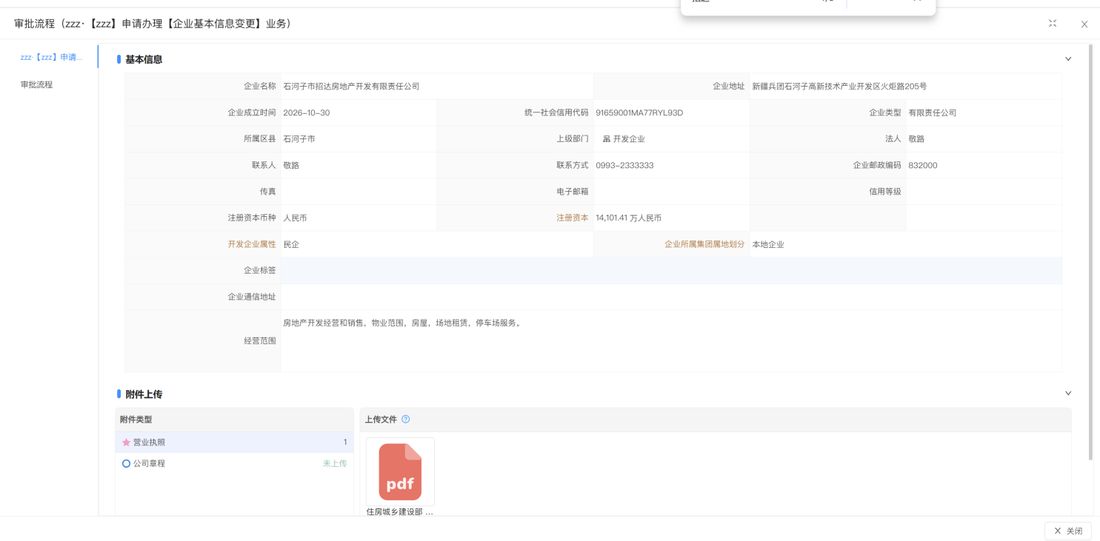 审批流程（zzz·【zzz】申请办理【企业基本信息变更】业务）
zzz·【zzz】申请...
审批流程
基本信息
企业名称 石河子市招达房地产开发有限责任公司 企业地址 新疆兵团石河子高新技术产业开发区火炬路205号
企业成立时间 2026-10-30 统一社会信用代码 91659001MA77RYL93D 企业类型 有限责任公司
所属区县 石河子市 上级部门 开发企业 法人 敬路
联系人 敬路 联系方式 0993-2333333 企业邮政编码 832000
传真 电子邮箱 信用等级
注册资本币种 人民币 注册资本 14,101.41 万人民币
开发企业属性 民企 企业所属集团属地划分 本地企业
企业标签
企业通信地址
经营范围 房地产开发经营和销售，物业范围，房屋，场地租赁，停车场服务。
附件上传
附件类型 上传文件
营业执照 1
公司章程 未上传
pdf
住房城乡建设部 ...
关闭